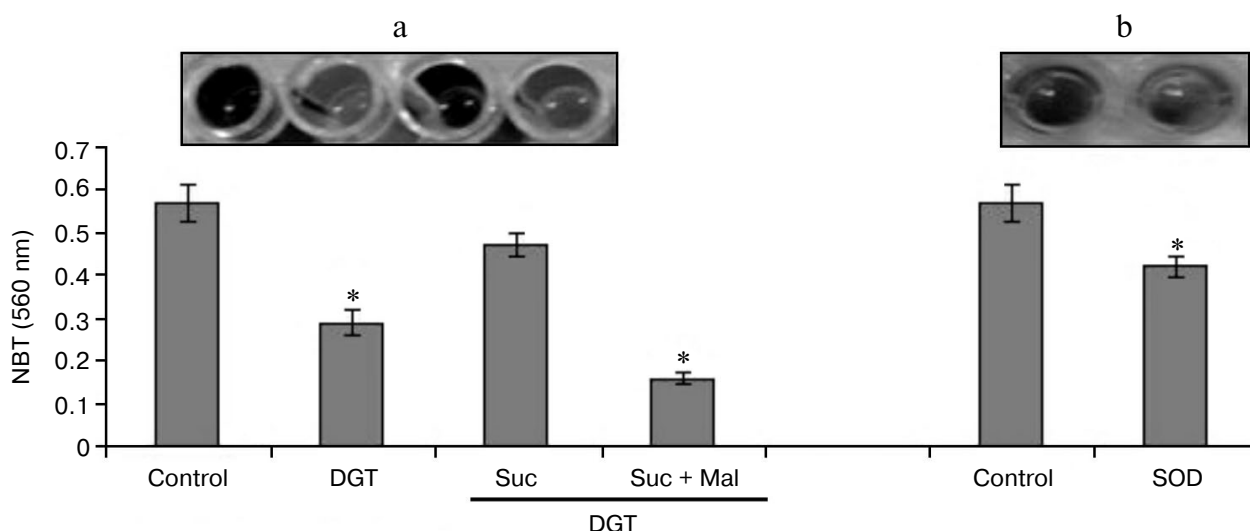 a
b
0.7
0.6
0.5
0.4
0.3
0.2
0.1
0
NBT (560 nm)
*
*
*
Control DGT Suc Suc + Mal Control SOD
DGT